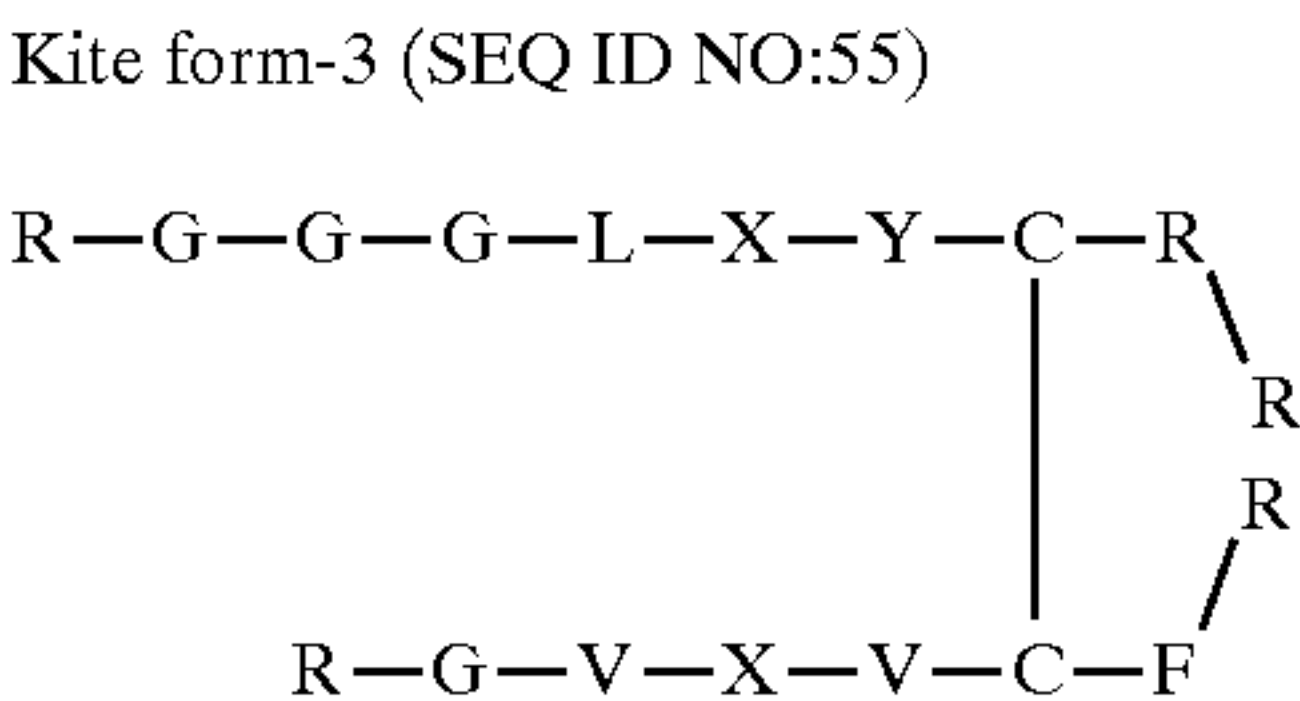 Kite form-3 (SEQ ID NO:55)
R—G—G—G—L—X—Y—C—R
R
R
R—G—V—X—V—C—F